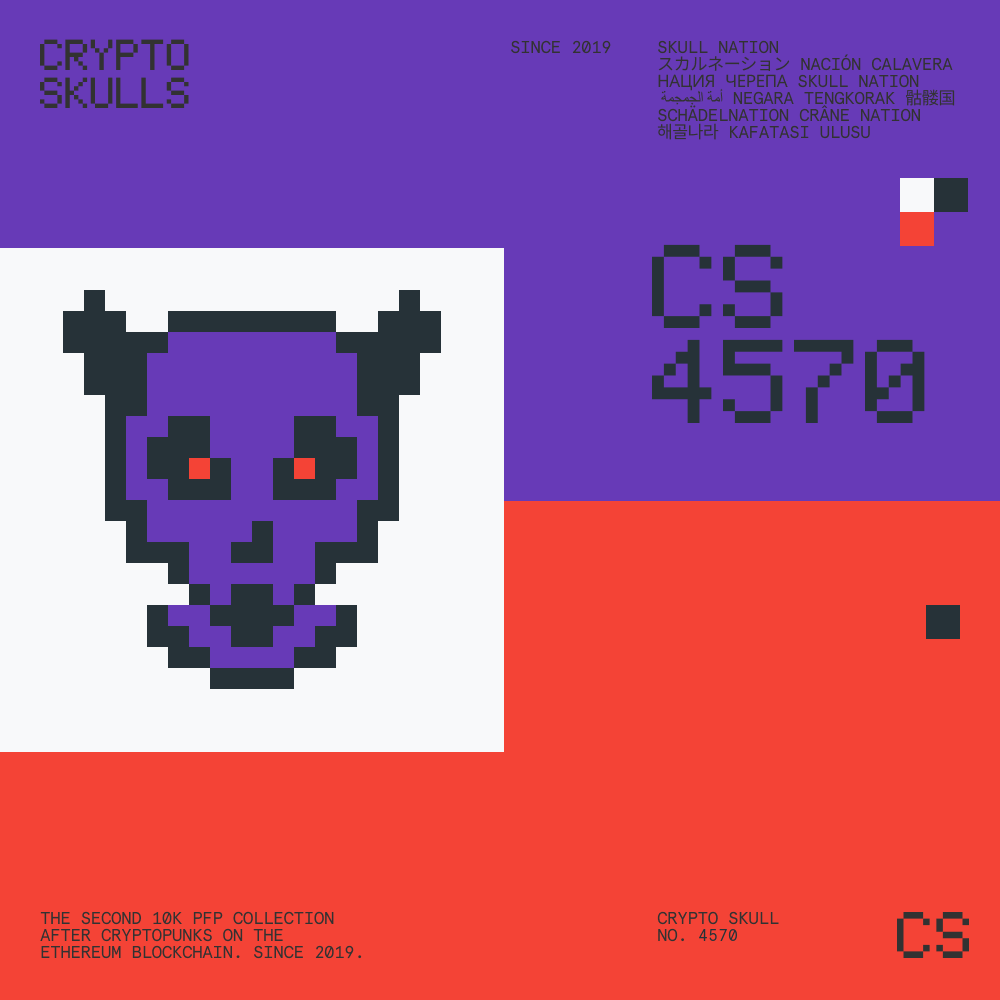 CRYPTO
SKULLS
SINCE 2019
SKULL NATION
スカルネーション NACIÓN CALAVERA
НАЦИЯ ЧЕРЕПА SKULL NATION
أمة الجمجمة NEGARA TENGKORAK 骷髅国
SCHÄDELNATION CRÂNE NATION
해골나라 KAFATASI ULUSU
CS
4570
THE SECOND 10K PFP COLLECTION
AFTER CRYPTOPUNKS ON THE
ETHEREUM BLOCKCHAIN. SINCE 2019.
CRYPTO SKULL
NO. 4570
CS